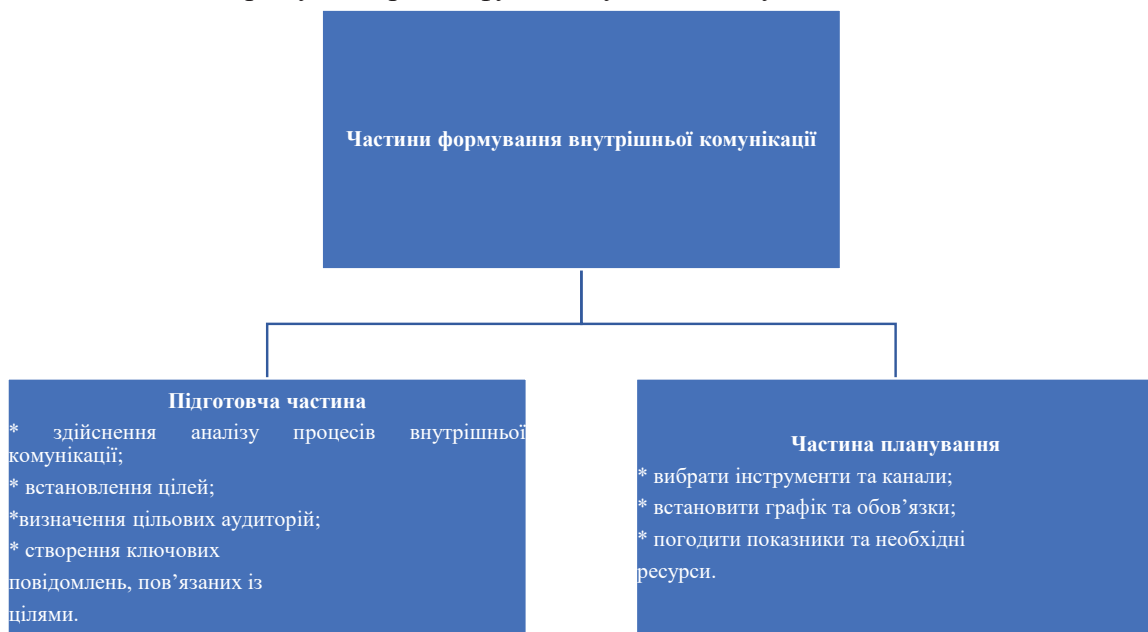 Частини формування внутрішньої комунікації
Підготовча частина
* здійснення аналізу процесів внутрішньої
комунікації;
* встановлення цілей;
*визначення цільових аудиторій;
* створення ключових
повідомлень, пов’язаних із
цілями.
Частина планування
* вибрати інструменти та канали;
* встановити графік та обов’язки;
* погодити показники та необхідні
ресурси.